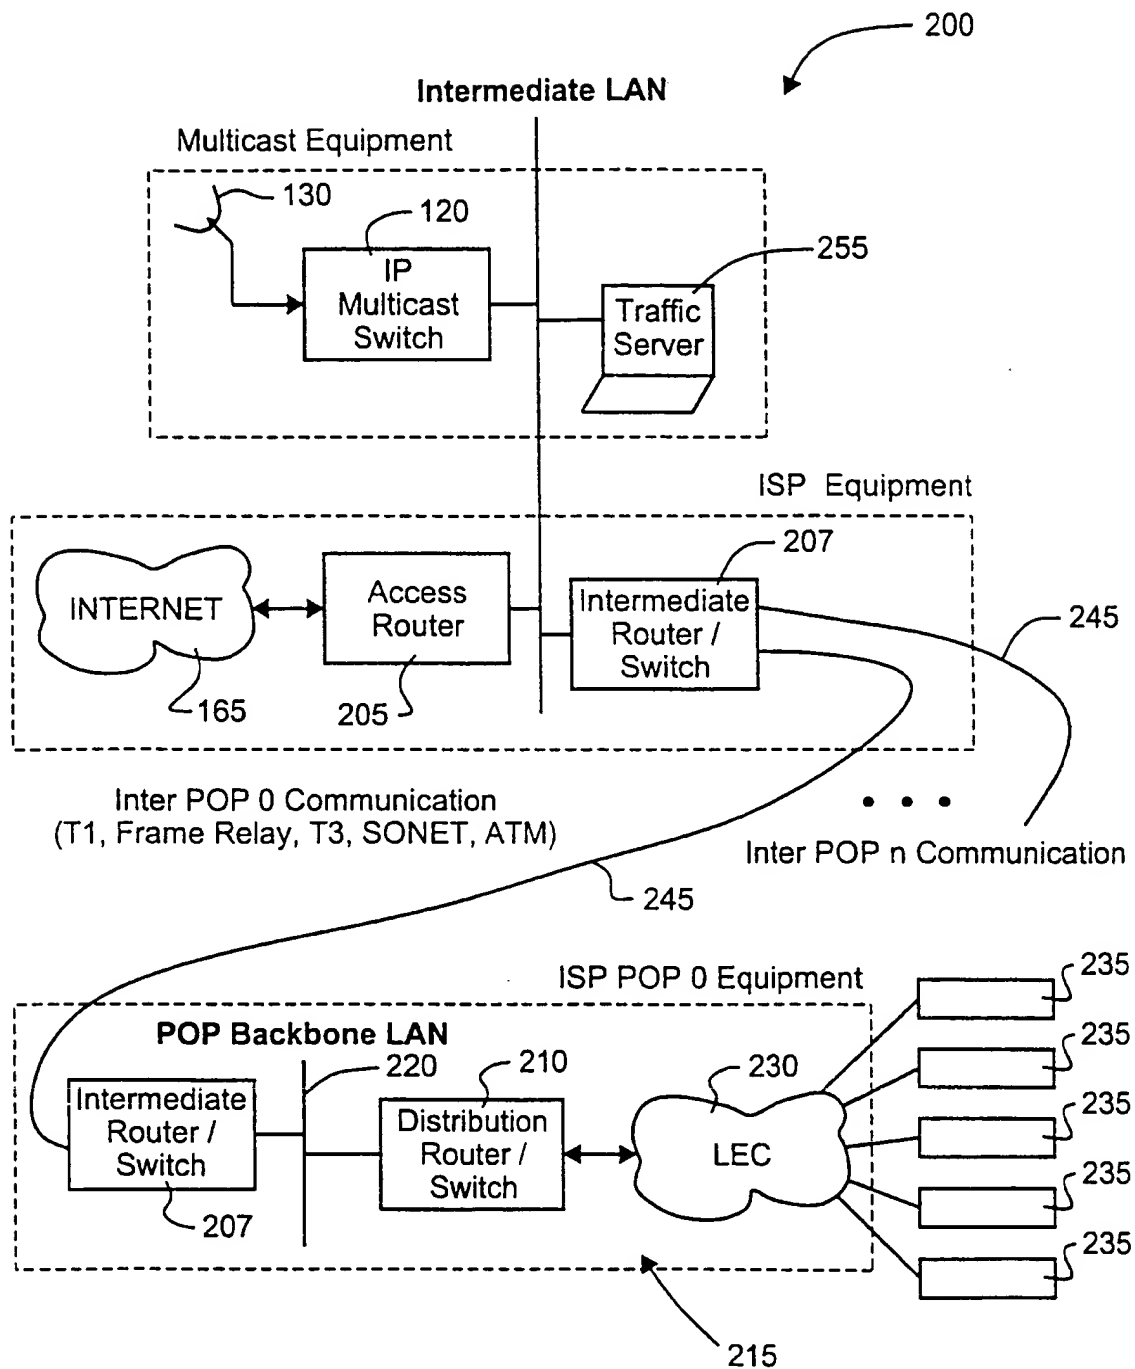 200
Intermediate LAN
Multicast Equipment
130
120
IP
Multicast
Switch
255
Traffic
Server
ISP Equipment
207
INTERNET
Access
Router
Intermediate
Router /
Switch
245
165
205
Inter POP 0 Communication
(T1, Frame Relay, T3, SONET, ATM)
• • •
Inter POP n Communication
245
ISP POP 0 Equipment
235
POP Backbone LAN
220
210
230
235
Intermediate
Router /
Switch
Distribution
Router /
Switch
LEC
235
235
207
235
215